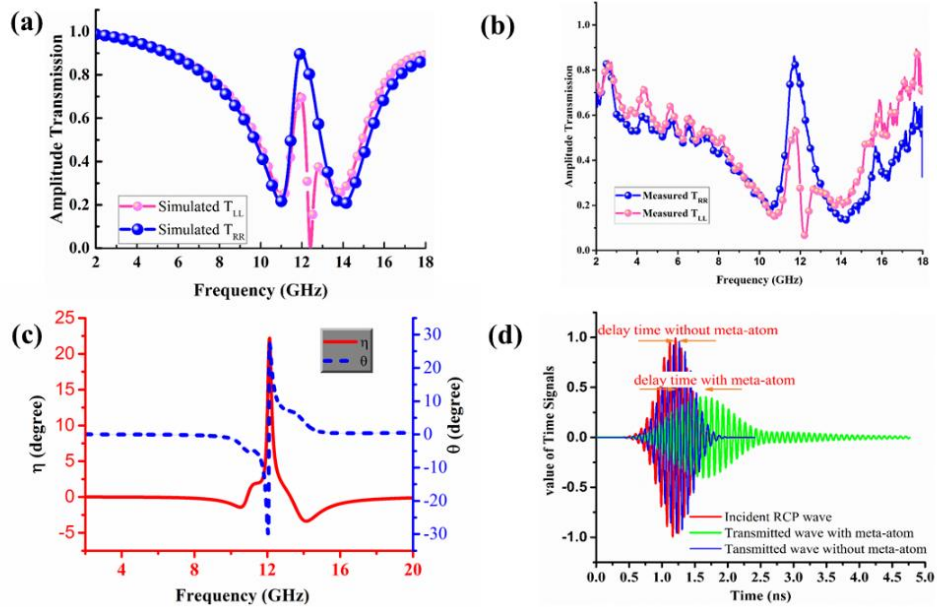 (a)
1.0
0.8
0.6
0.4
0.2
0.0
Amplitude Transmission
Simulated T_LL
Simulated T_RR
2 4 6 8 10 12 14 16 18
Frequency (GHz)
(b)
1.0
0.8
0.6
0.4
0.2
0.0
Amplitude Transmission
Measured T_RR
Measured T_LL
2 4 6 8 10 12 14 16 18
Frequency (GHz)
(c)
25
20
15
10
5
0
-5
η (degree)
η
θ
30
20
10
0
-10
-20
-30
θ (degree)
4 8 12 16 20
Frequency (GHz)
(d)
1.0
0.5
0.0
-0.5
-1.0
value of Time Signals
delay time without meta-atom
delay time with meta-atom
Incident RCP wave
Transmitted wave with meta-atom
Tansmitted wave without meta-atom
0.0 0.5 1.0 1.5 2.0 2.5 3.0 3.5 4.0 4.5 5.0
Time (ns)